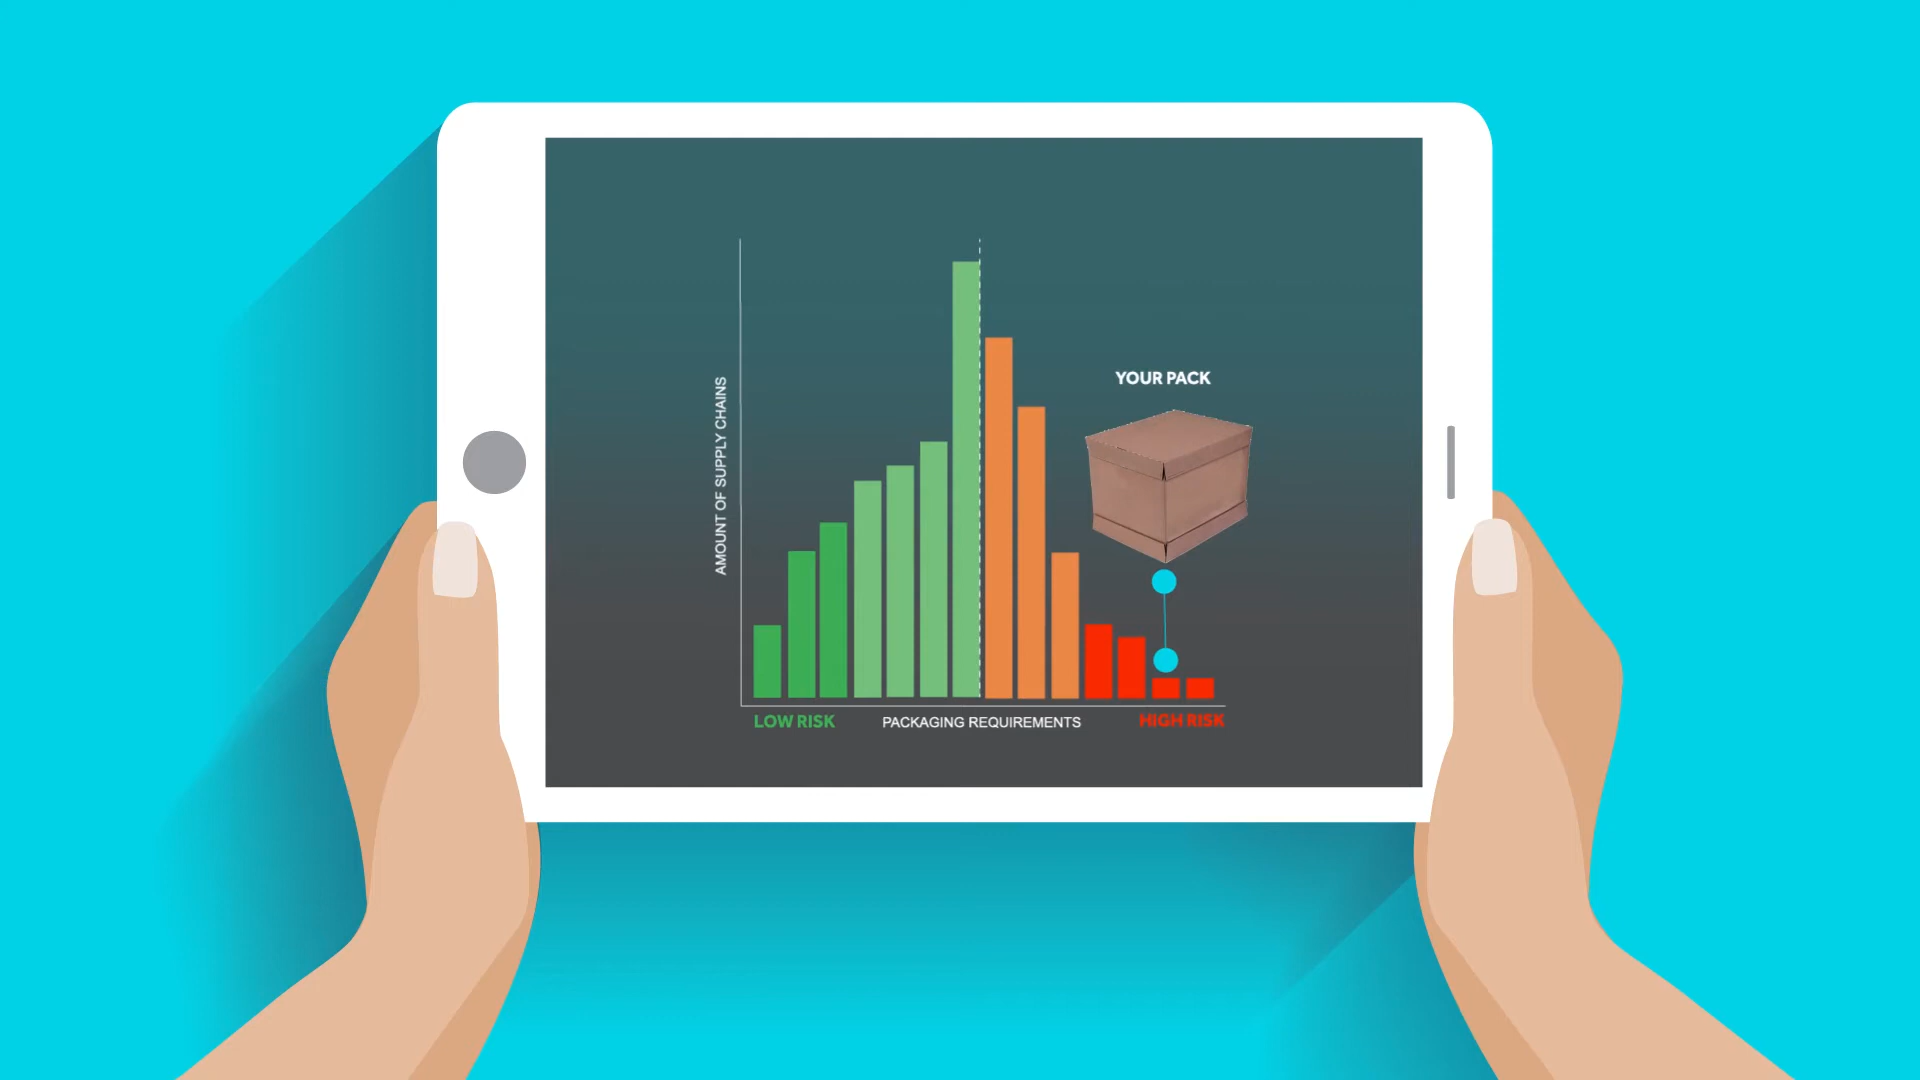 YOUR PACK
AMOUNT OF SUPPLY CHAINS
LOW RISK
PACKAGING REQUIREMENTS
HIGH RISK